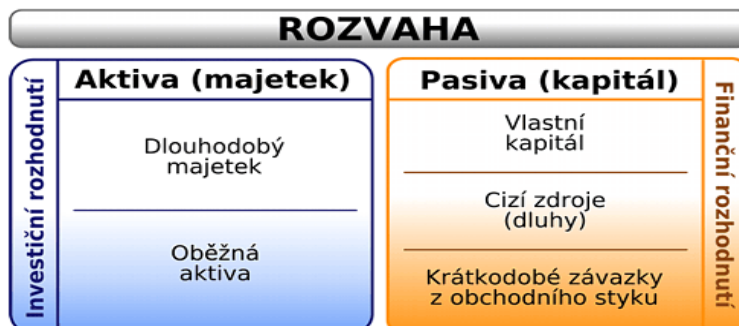 ROZVAHA
Investiční rozhodnutí
Aktiva (majetek)
Dlouhodobý
majetek
Oběžná
aktiva
Pasiva (kapitál)
Vlastní
kapitál
Cizí zdroje
(dluhy)
Krátkodobé závazky
z obchodního styku
Finanční rozhodnutí